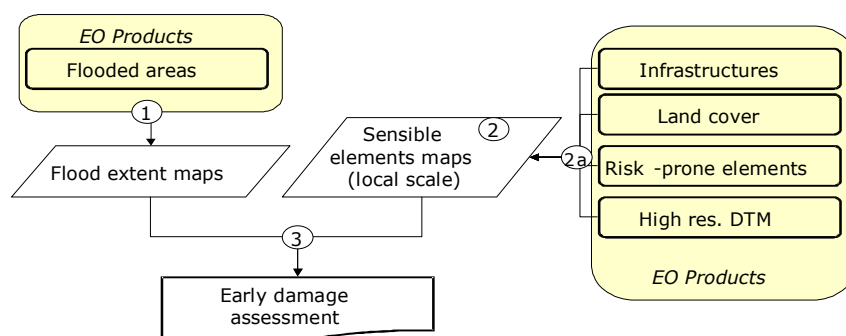 EO Products
Flooded areas
1
Flood extent maps
2
Sensible
elements maps
(local scale)
2a
Infrastructures
Land cover
Risk -prone elements
High res. DTM
EO Products
3
Early damage
assessment